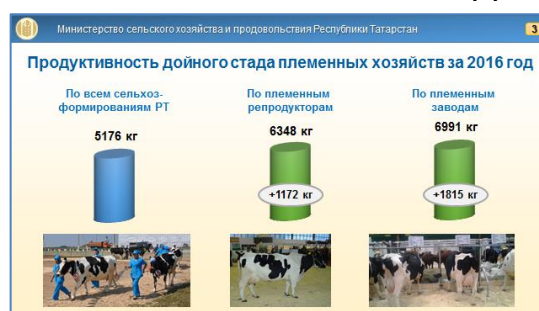 Министерство сельского хозяйства и продовольствия Республики Татарстан
3
Продуктивность дойного стада племенных хозяйств за 2016 год
По всем сельхоз-
формированиям РТ
5176 кг
По племенным
репродукторам
6348 кг
+1172 кг
По племенным
заводам
6991 кг
+1815 кг